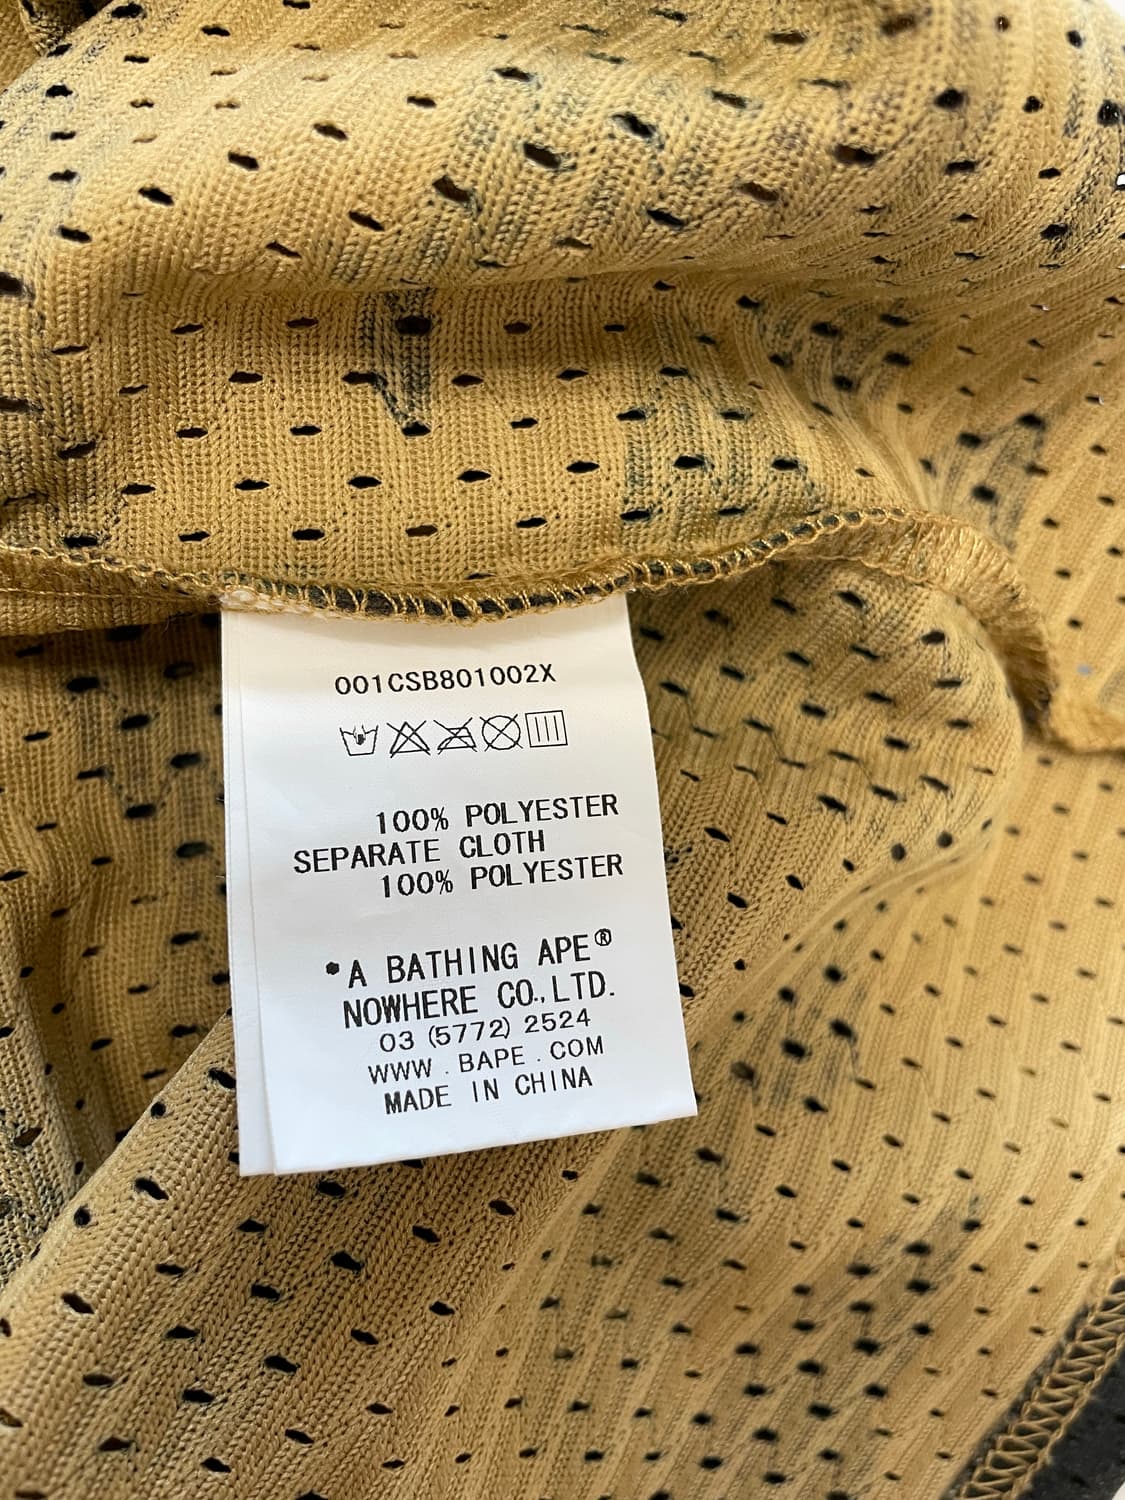 001CSB801002X
100% POLYESTER
SEPARATE CLOTH
100% POLYESTER
*A BATHING APE®
NOWHERE CO., LTD.
03 (5772) 2524
WWW . BAPE . COM
MADE IN CHINA